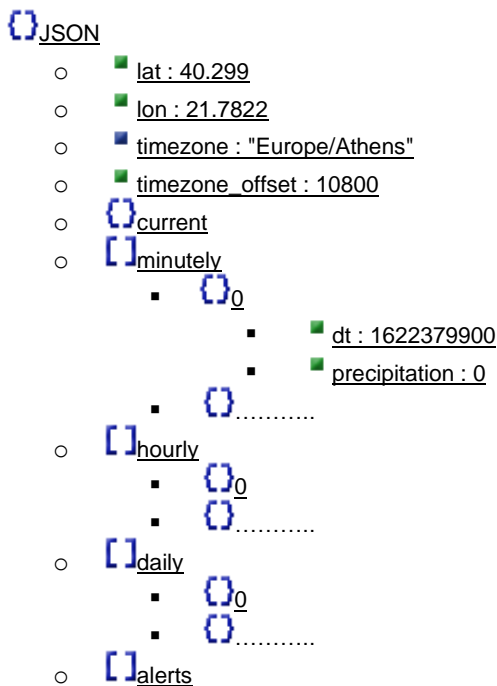 {}JSON
○ ■ lat : 40.299
○ ■ lon : 21.7822
○ ■ timezone : "Europe/Athens"
○ ■ timezone_offset : 10800
○ {}current
○ []minutely
▪ {}0
▪ ■ dt : 1622379900
▪ ■ precipitation : 0
▪ {}...........
○ []hourly
▪ {}0
▪ {}...........
○ []daily
▪ {}0
▪ {}...........
○ []alerts